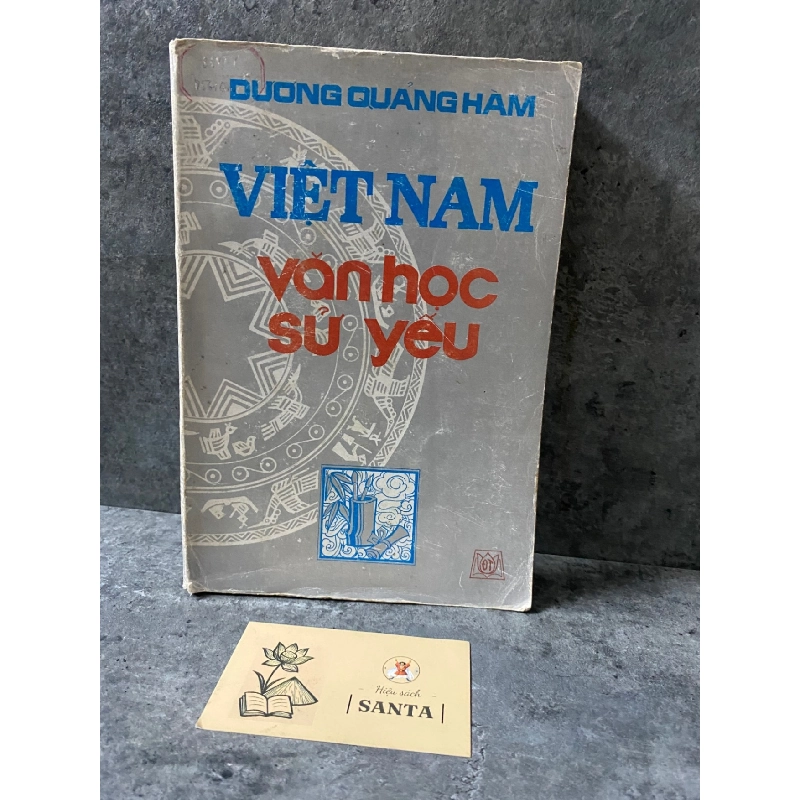 DƯƠNG QUẢNG HÀM
VIỆT NAM
văn học
sử yếu
Hiệu sách
SANTA